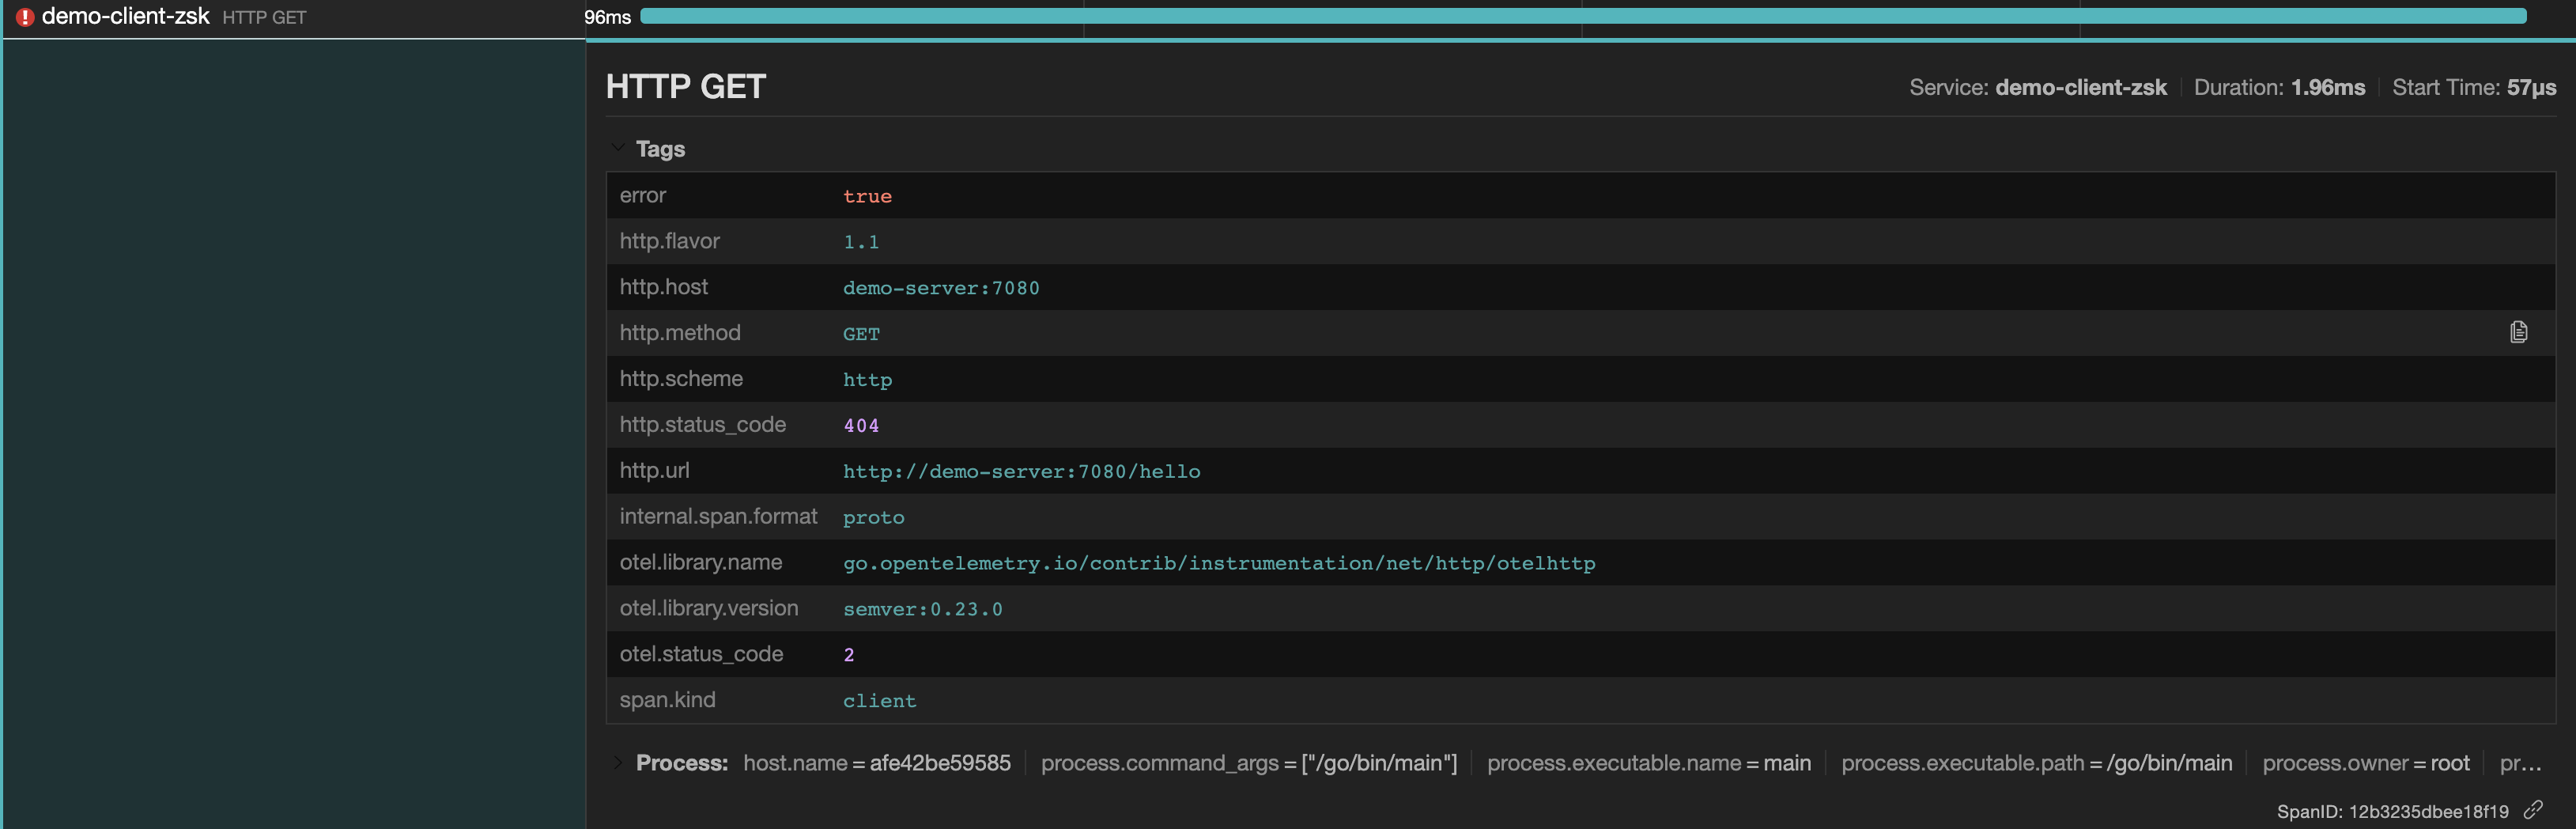 demo-client-zsk HTTP GET 96ms
HTTP GET
Service: demo-client-zsk Duration: 1.96ms Start Time: 57μs
Tags
error true
http.flavor 1.1
http.host demo-server:7080
http.method GET
http.scheme http
http.status_code 404
http.url http://demo-server:7080/hello
internal.span.format proto
otel.library.name go.opentelemetry.io/contrib/instrumentation/net/http/otelhttp
otel.library.version semver:0.23.0
otel.status_code 2
span.kind client
Process: host.name = afe42be59585 process.command_args = ["/go/bin/main"] process.executable.name = main process.executable.path = /go/bin/main process.owner = root pr...
SpanID: 12b3235dbee18f19